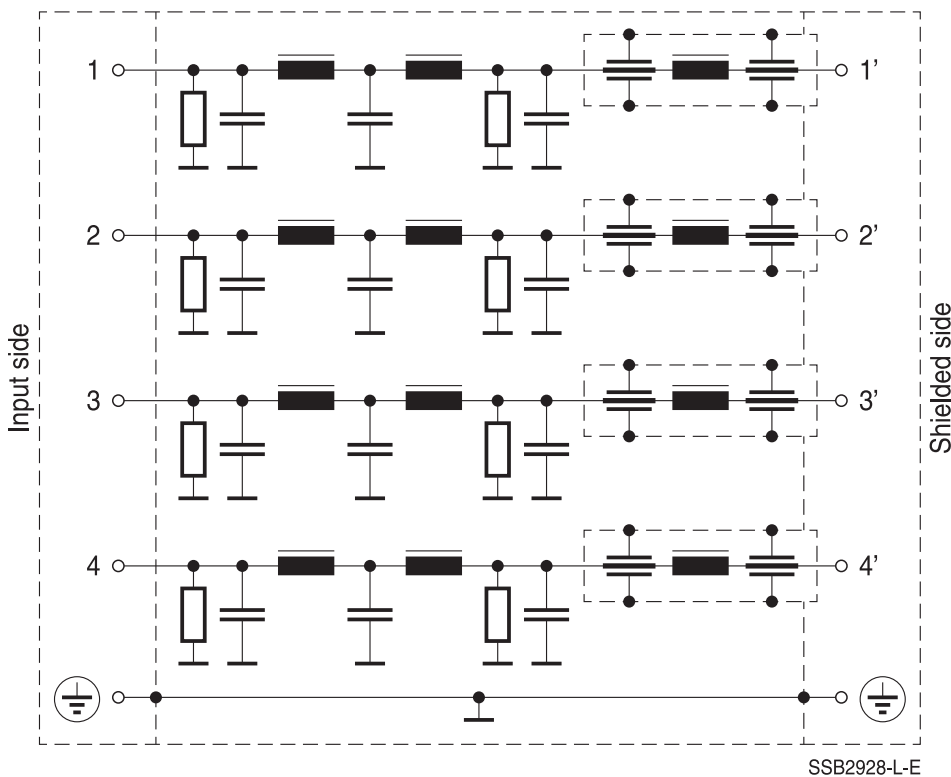 1 1'
2 2'
Input side
Shielded side
3 3'
4 4'
SSB2928-L-E